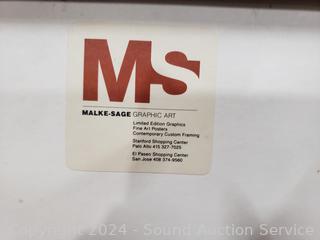 MS
MALKE-SAGE GRAPHIC ART
Limited Edition Graphics
Fine Art Posters
Contemporary Custom Framing
Stanford Shopping Center
Palo Alto 415 327-7025
El Paseo Shopping Center
San Jose 408 374-9560
Copyright 2024 - Sound Auction Service